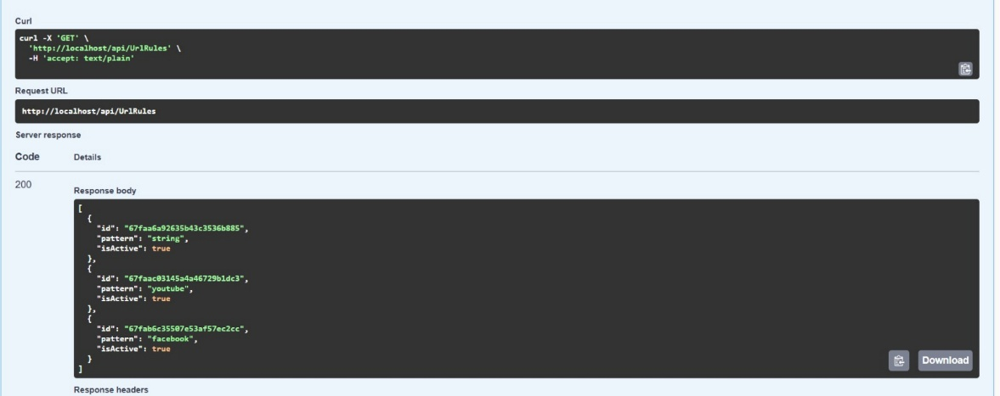 Curl
curl -X 'GET' \
  'http://localhost/api/UrlRules' \
  -H 'accept: text/plain'
Request URL
http://localhost/api/UrlRules
Server response
Code Details
200
Response body
[
  {
    "id": "67faa6a92635b43c3536b885",
    "pattern": "string",
    "isActive": true
  },
  {
    "id": "67faac03145a4a46729b1dc3",
    "pattern": "youtube",
    "isActive": true
  },
  {
    "id": "67fab6c35507e53af57ec2cc",
    "pattern": "facebook",
    "isActive": true
  }
]
Download
Response headers